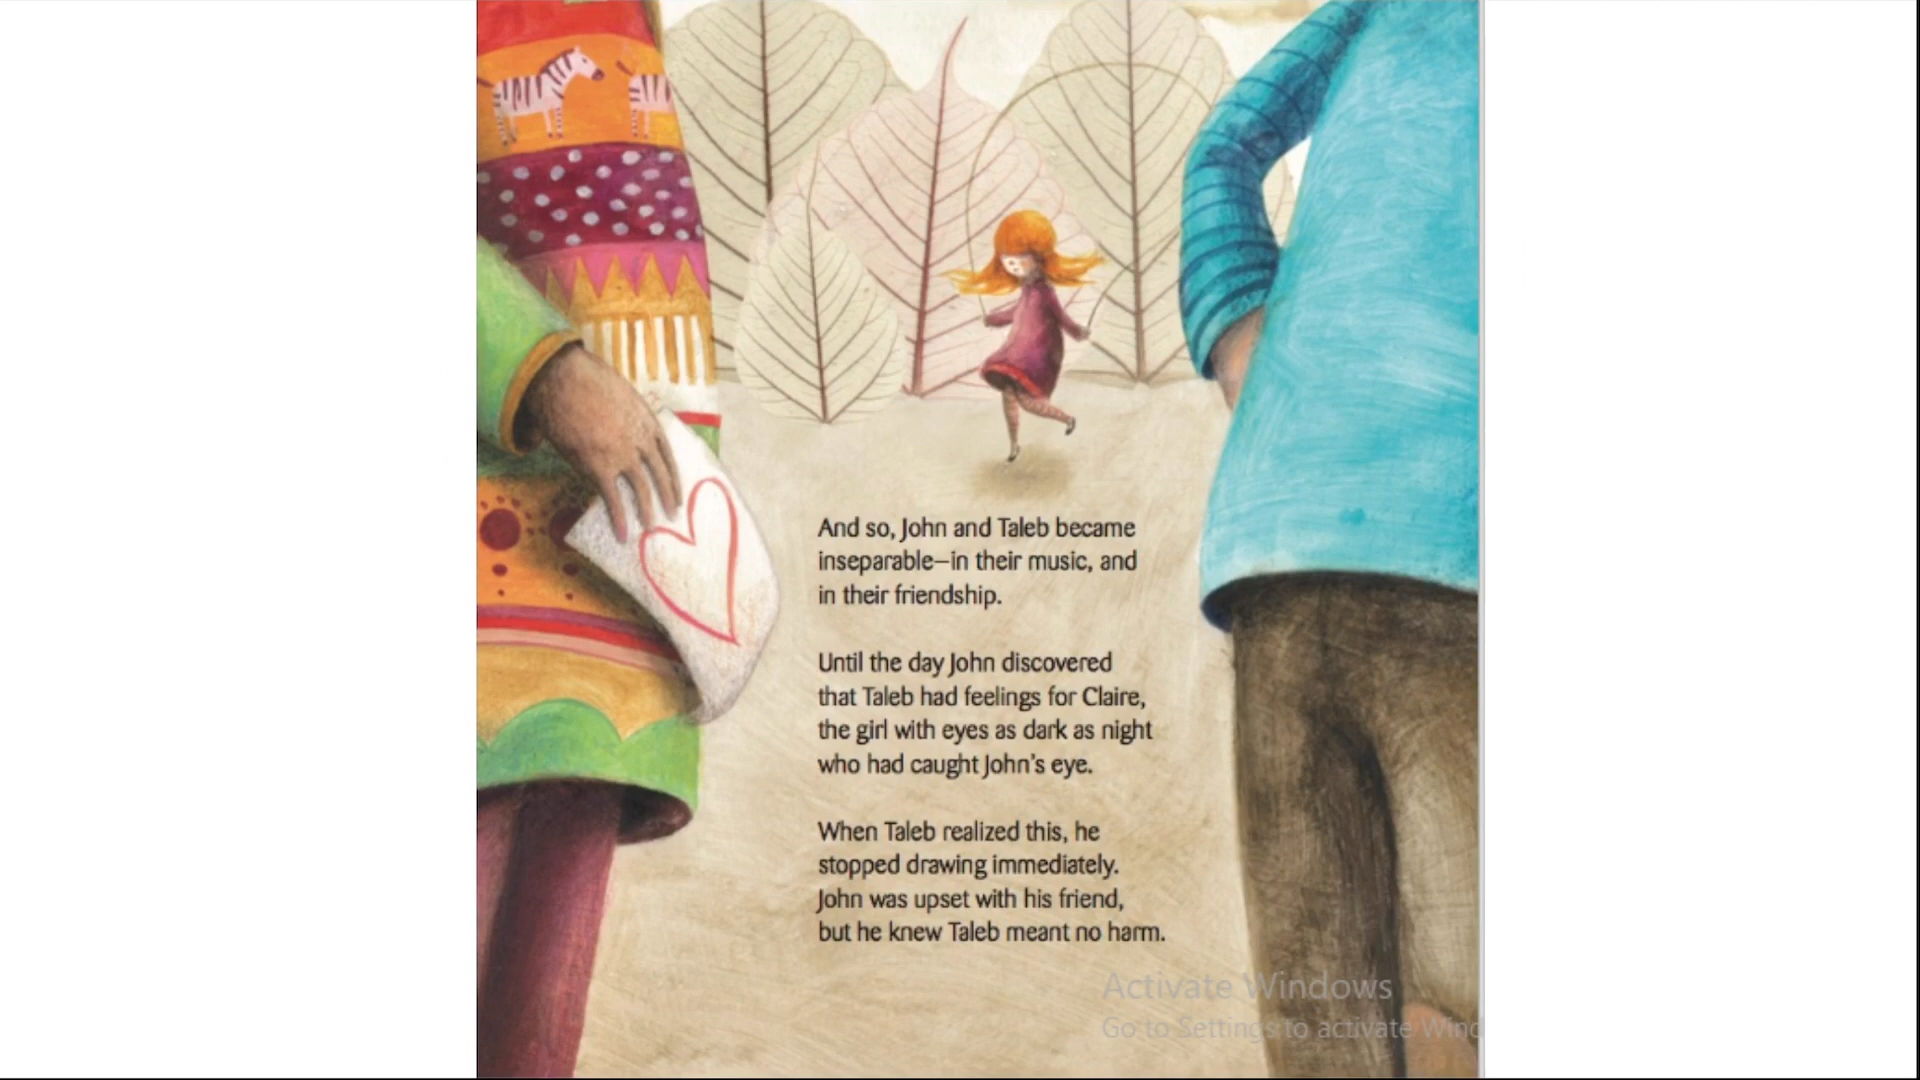 And so, John and Taleb became
inseparable—in their music, and
in their friendship.
Until the day John discovered
that Taleb had feelings for Claire,
the girl with eyes as dark as night
who had caught John's eye.
When Taleb realized this, he
stopped drawing immediately.
John was upset with his friend,
but he knew Taleb meant no harm.
Activate Windows
Go to Settings to activate Wind